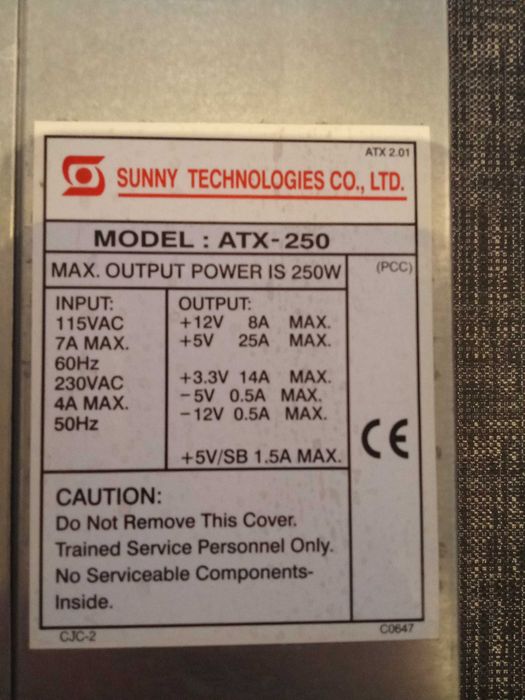 ATX 2.01
SUNNY TECHNOLOGIES CO., LTD.
MODEL : ATX-250
MAX. OUTPUT POWER IS 250W
(PCC)
INPUT:
115VAC
7A MAX.
60Hz
230VAC
4A MAX.
50Hz
OUTPUT:
+12V 8A MAX.
+5V 25A MAX.
+3.3V 14A MAX.
-5V 0.5A MAX.
-12V 0.5A MAX.
+5V/SB 1.5A MAX.
CE
CAUTION:
Do Not Remove This Cover.
Trained Service Personnel Only.
No Serviceable Components-
Inside.
CJC-2
C0647